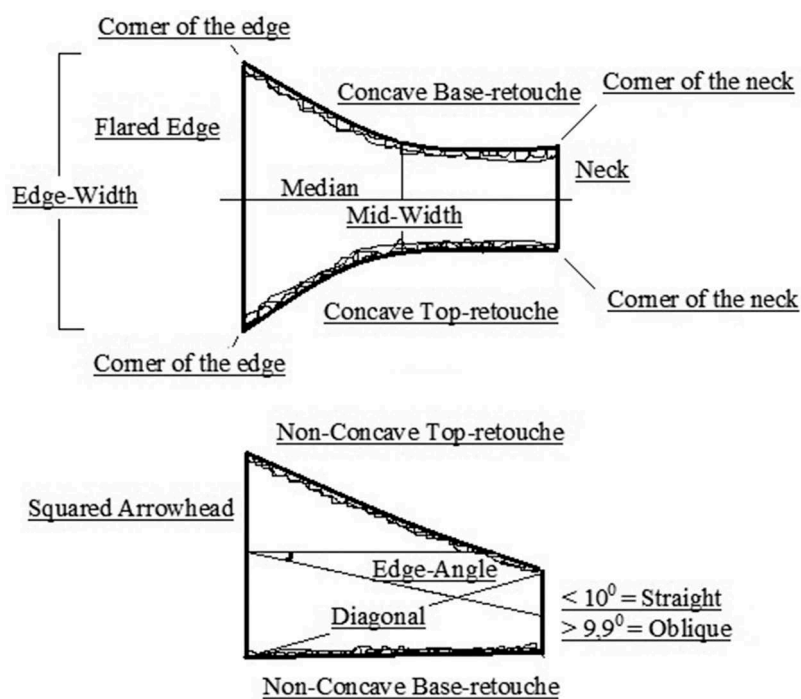 Corner of the edge
Concave Base-retouche
Corner of the neck
Flared Edge
Neck
Median
Edge-Width
Mid-Width
Concave Top-retouche
Corner of the neck
Corner of the edge
Non-Concave Top-retouche
Squared Arrowhead
Edge-Angle
< 10⁰ = Straight
Diagonal
> 9,9⁰ = Oblique
Non-Concave Base-retouche